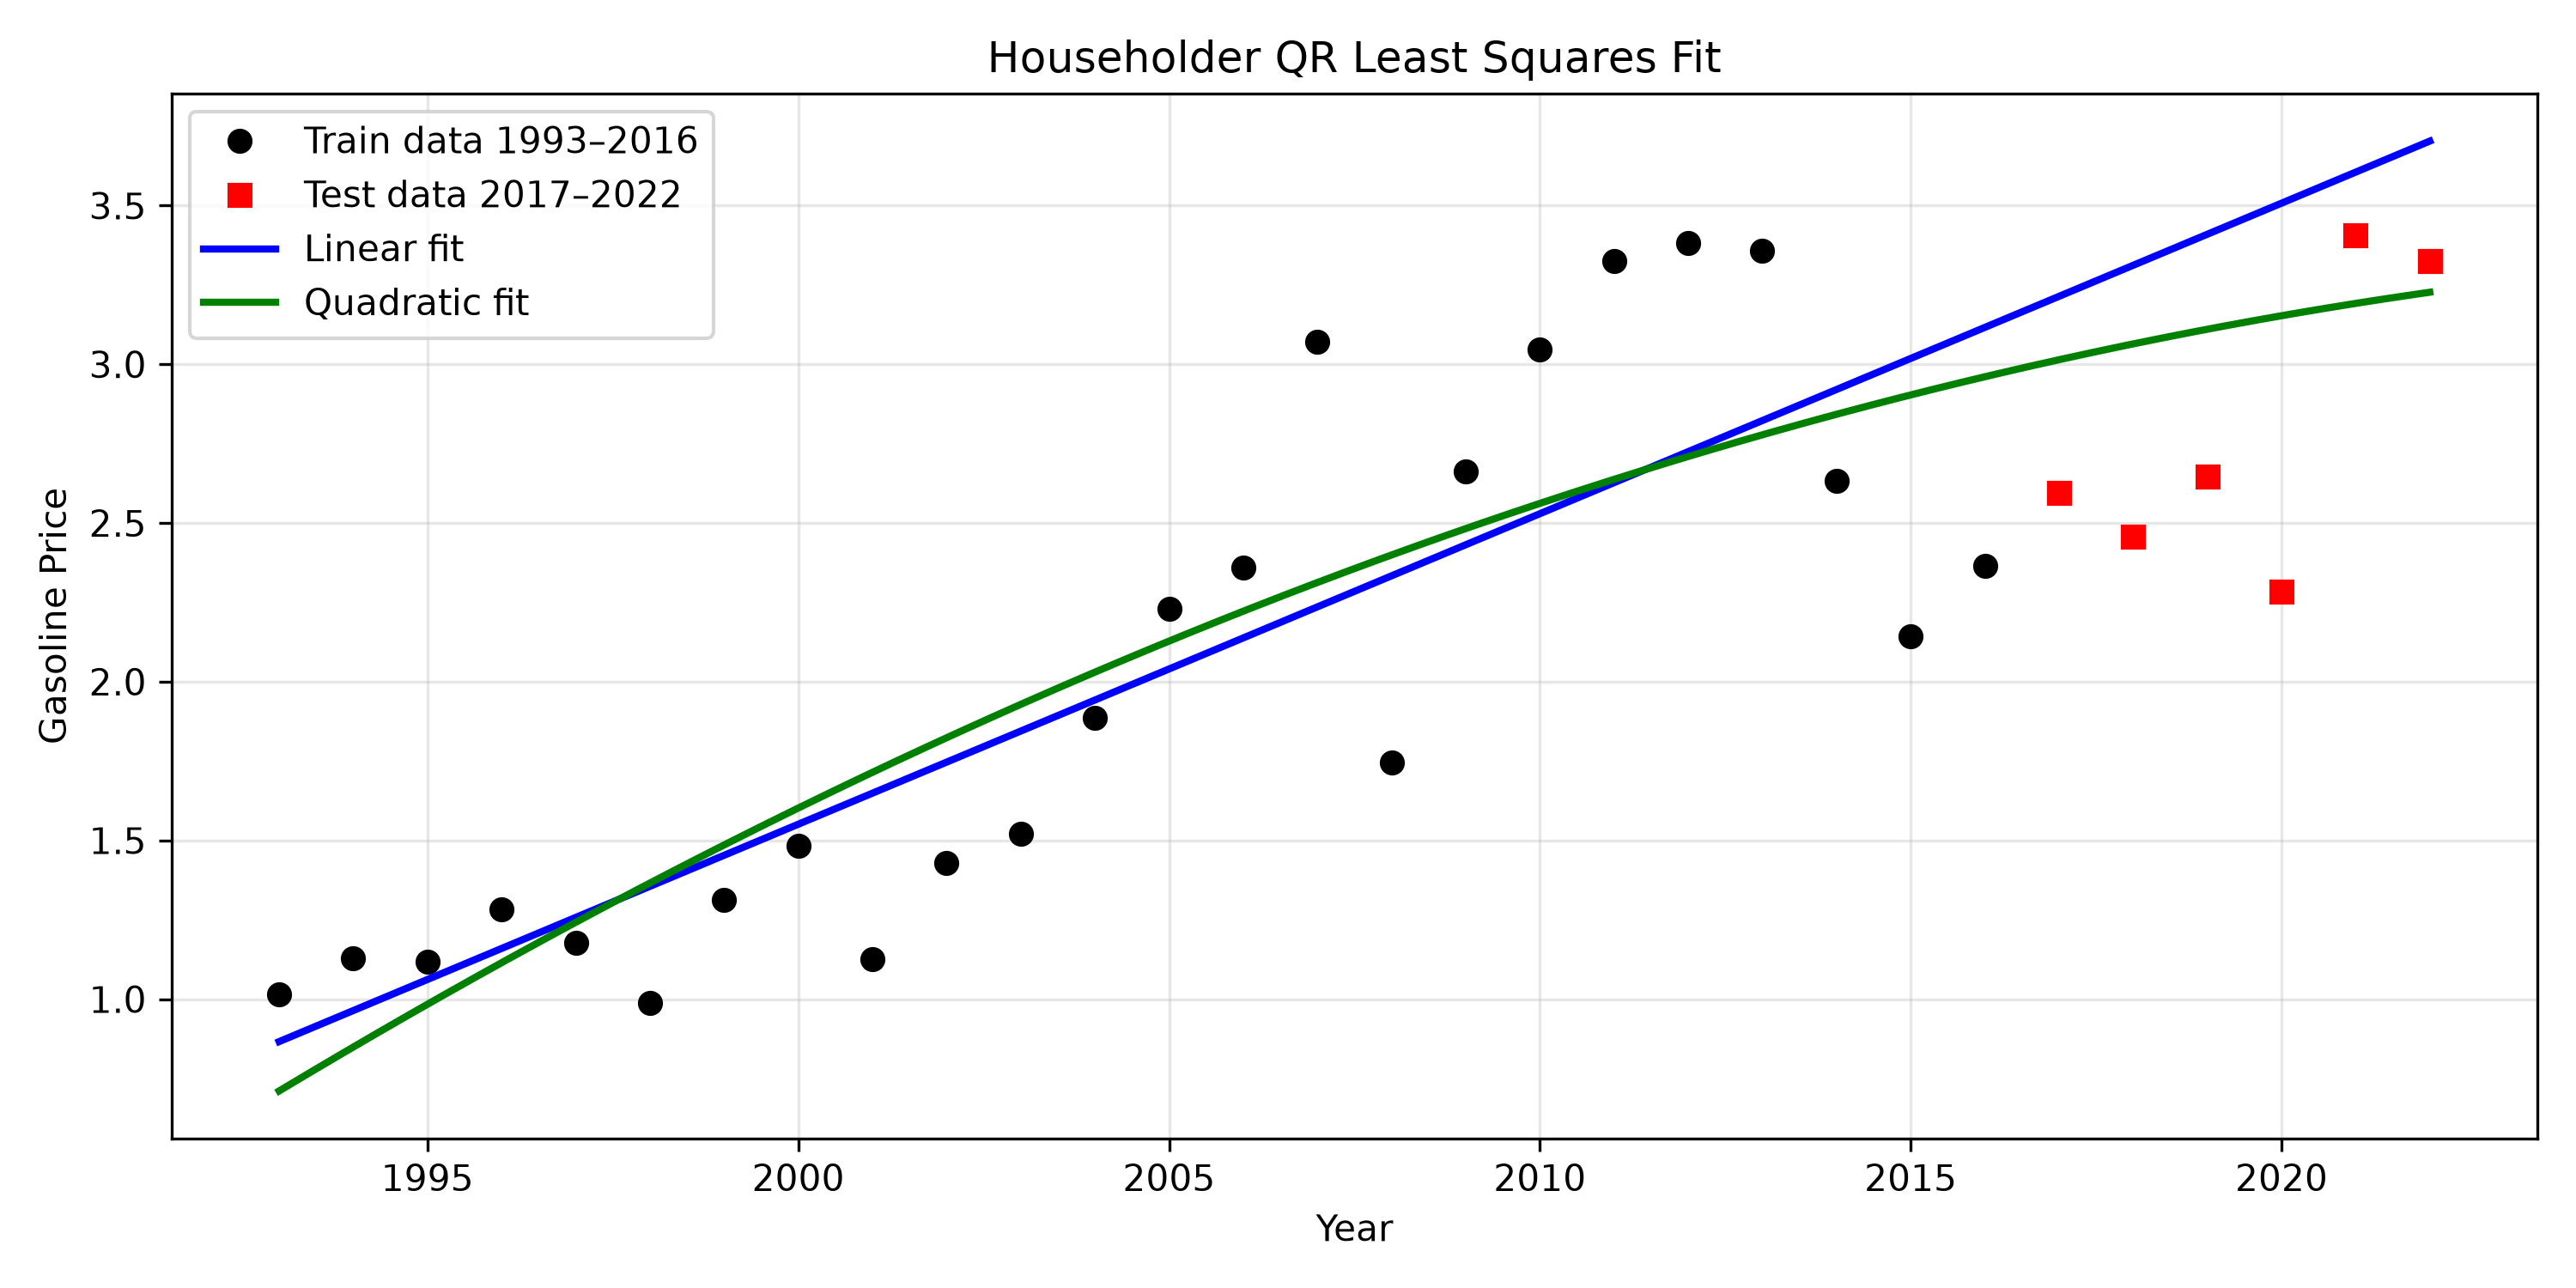 Householder QR Least Squares Fit
Train data 1993–2016
Test data 2017–2022
Linear fit
Quadratic fit
3.5
3.0
2.5
2.0
1.5
1.0
Gasoline Price
1995 2000 2005 2010 2015 2020
Year